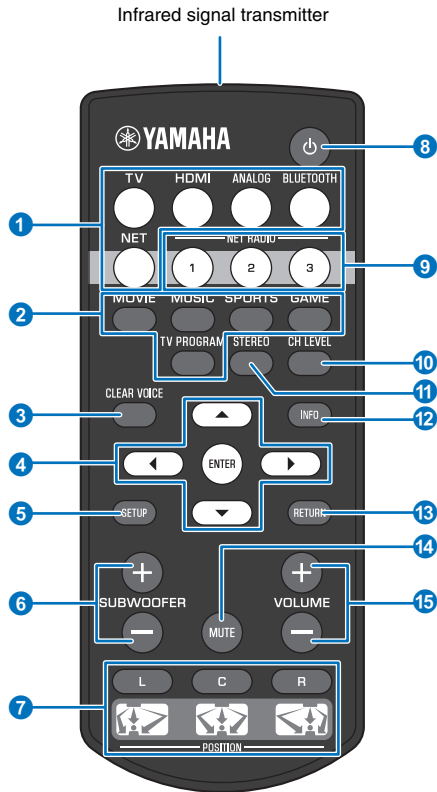 Infrared signal transmitter
YAMAHA
8
TV HDMI ANALOG BLUETOOTH
1
NET NET RADIO
1 2 3
9
MOVIE MUSIC SPORTS GAME
2
TV PROGRAM STEREO CH LEVEL
10
11
CLEAR VOICE
3
INFO
12
4
ENTER
5
SETUP
RETURN
13
14
6
SUBWOOFER
VOLUME
15
MUTE
L C R
7
POSITION